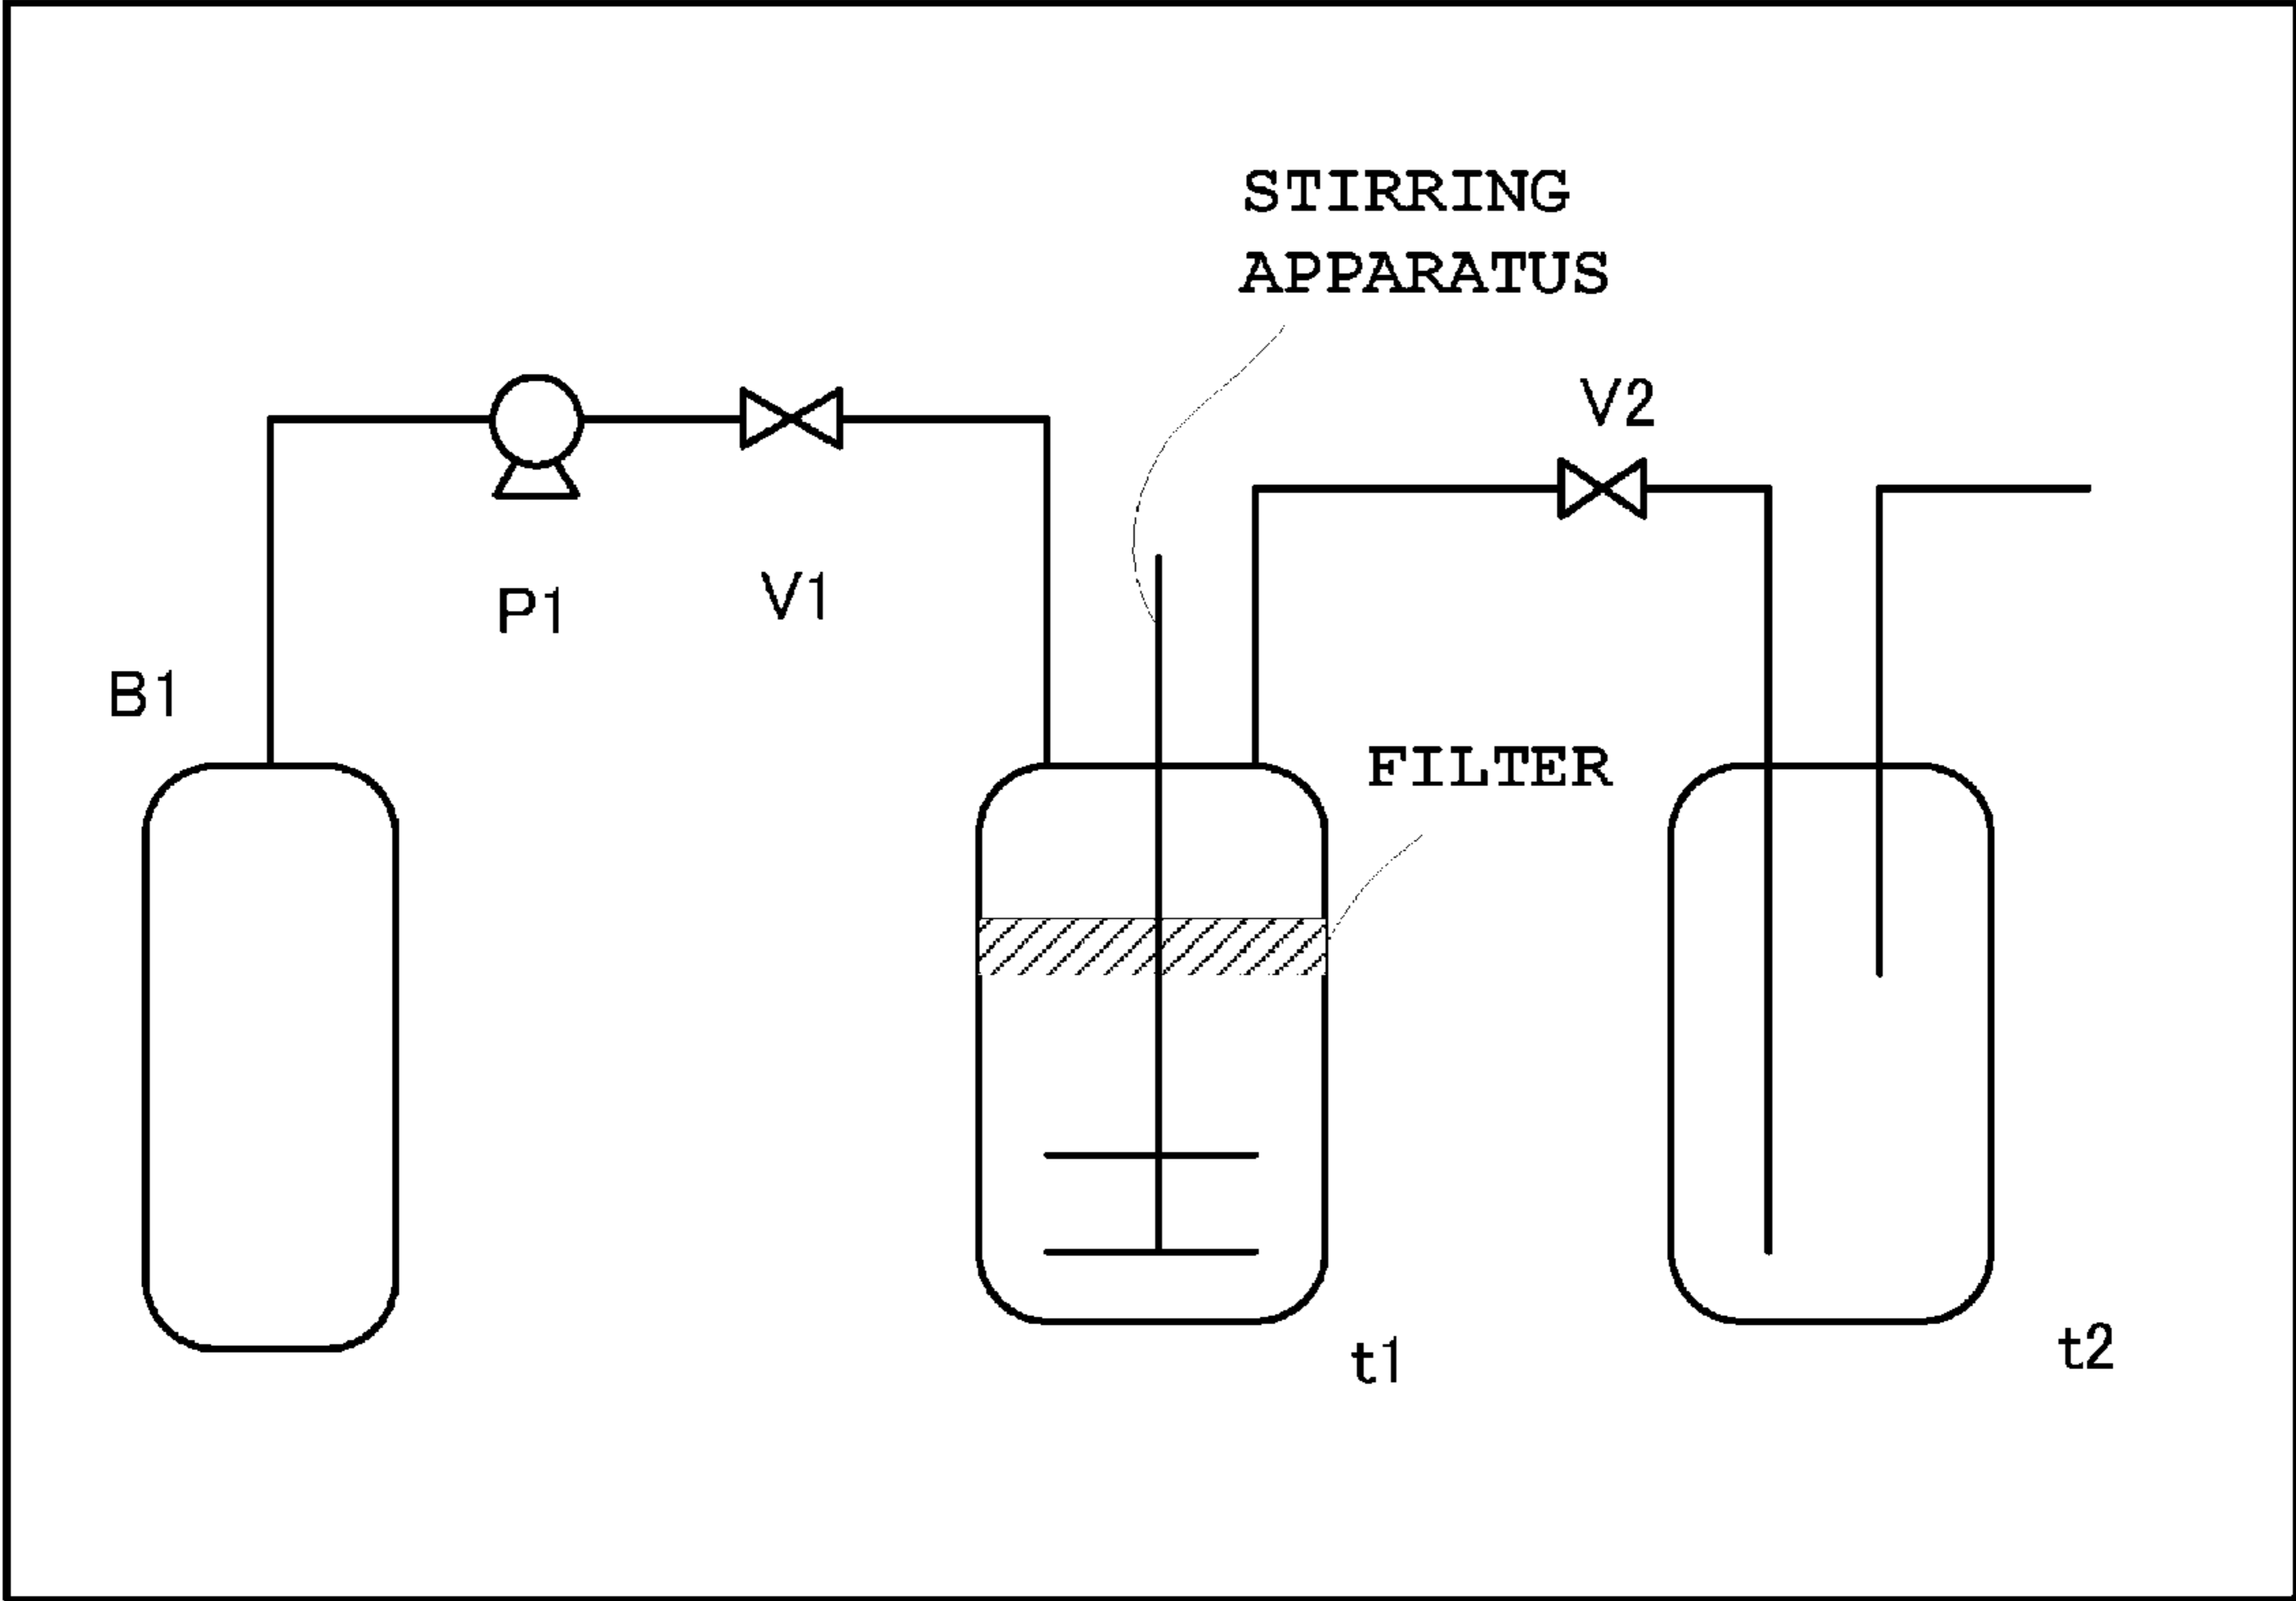 STIRRING
APPARATUS
V2
P1
V1
B1
FILTER
t1
t2